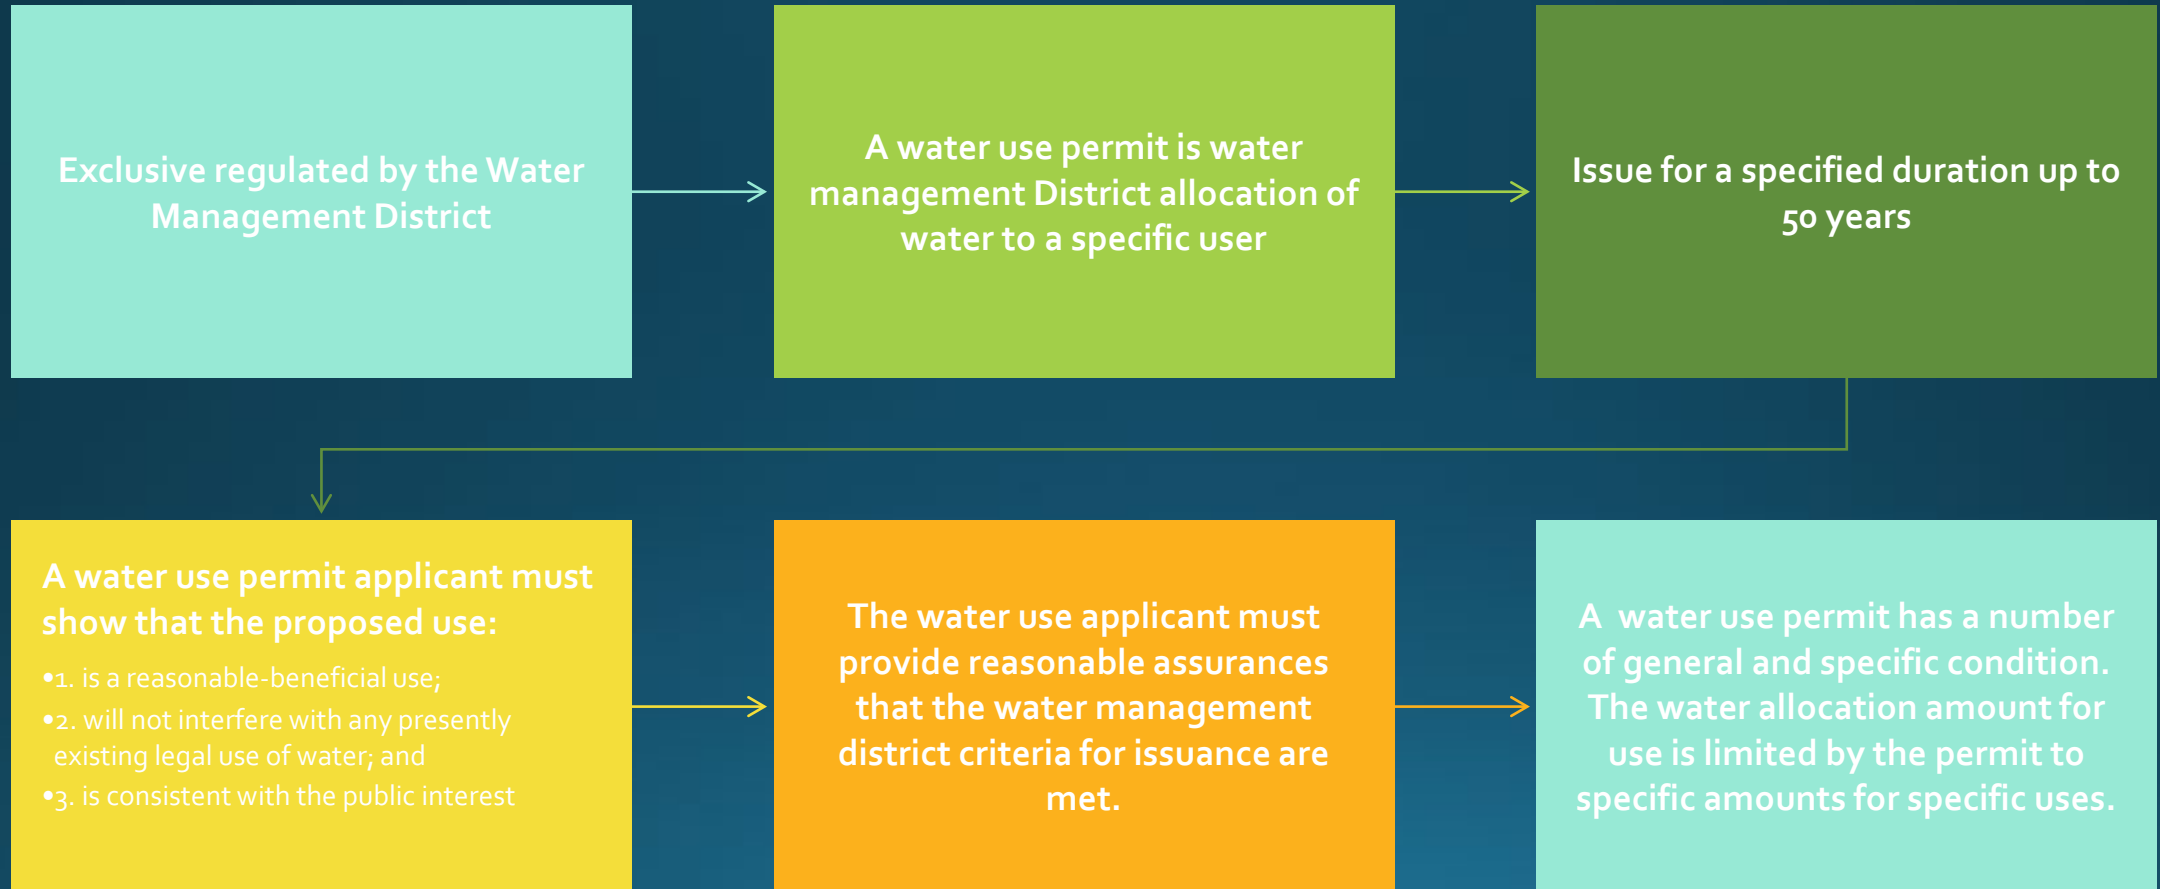 Exclusive regulated by the Water
Management District
A water use permit is water
management District allocation of
water to a specific user
Issue for a specified duration up to
50 years
A water use permit applicant must
show that the proposed use:
•1. is a reasonable-beneficial use;
•2. will not interfere with any presently
existing legal use of water; and
•3. is consistent with the public interest
The water use applicant must
provide reasonable assurances
that the water management
district criteria for issuance are
met.
A  water use permit has a number
of general and specific condition.
The water allocation amount for
use is limited by the permit to
specific amounts for specific uses.